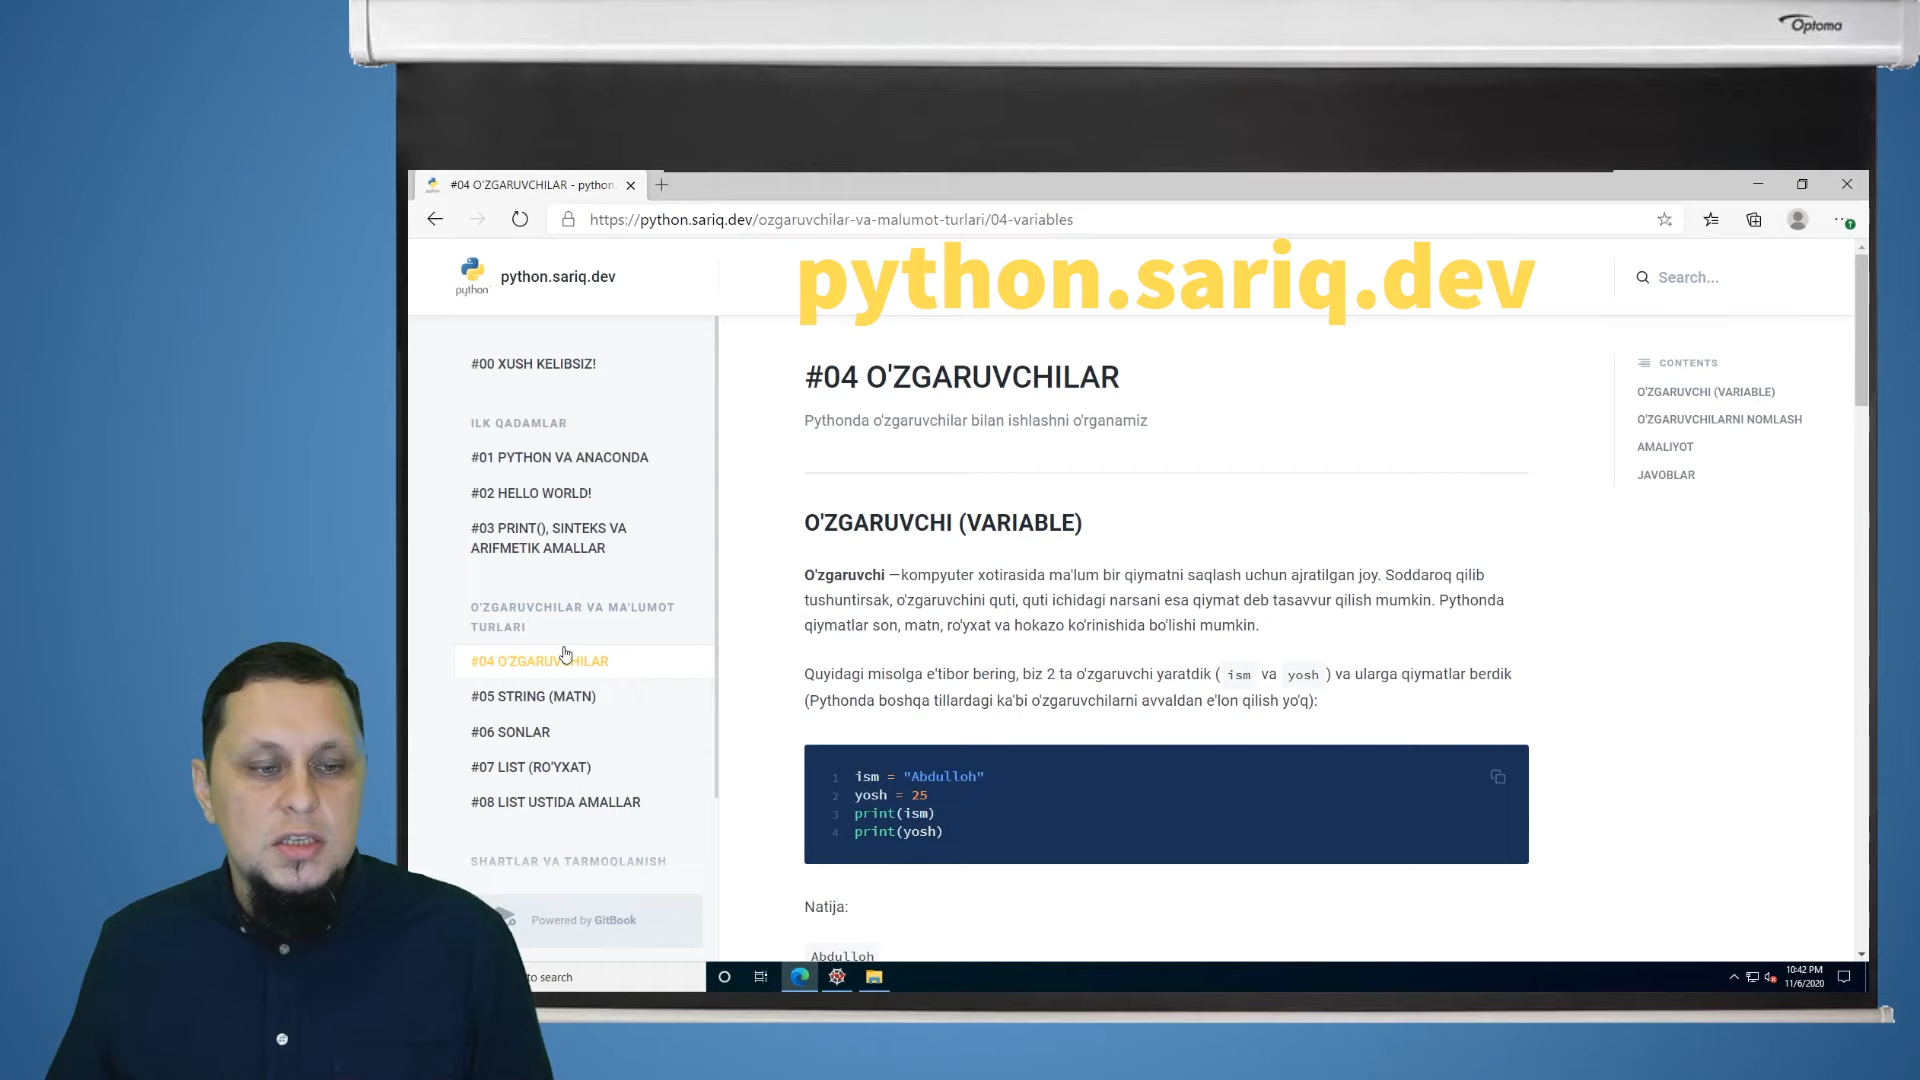 Optoma
#04 O'ZGARUVCHILAR - python.
https://python.sariq.dev/ozgaruvchilar-va-malumot-turlari/04-variables
python
python.sariq.dev
python.sariq.dev
Search...
#00 XUSH KELIBSIZ!
ILK QADAMLAR
#01 PYTHON VA ANACONDA
#02 HELLO WORLD!
#03 PRINT(), SINTEKS VA
ARIFMETIK AMALLAR
O'ZGARUVCHILAR VA MA'LUMOT
TURLARI
#04 O'ZGARUVCHILAR
#05 STRING (MATN)
#06 SONLAR
#07 LIST (RO'YXAT)
#08 LIST USTIDA AMALLAR
SHARTLAR VA TARMOQLANISH
Powered by GitBook
#04 O'ZGARUVCHILAR
Pythonda o'zgaruvchilar bilan ishlashni o'rganamiz
O'ZGARUVCHI (VARIABLE)
O'zgaruvchi —kompyuter xotirasida ma'lum bir qiymatni saqlash uchun ajratilgan joy. Soddaroq qilib
tushuntirsak, o'zgaruvchini quti, quti ichidagi narsani esa qiymat deb tasavvur qilish mumkin. Pythonda
qiymatlar son, matn, ro'yxat va hokazo ko'rinishida bo'lishi mumkin.
Quyidagi misolga e'tibor bering, biz 2 ta o'zgaruvchi yaratdik ( ism va yosh ) va ularga qiymatlar berdik
(Pythonda boshqa tillardagi ka'bi o'zgaruvchilarni avvaldan e'lon qilish yo'q):
1 ism = "Abdulloh"
2 yosh = 25
3 print(ism)
4 print(yosh)
Natija:
Abdulloh
CONTENTS
O'ZGARUVCHI (VARIABLE)
O'ZGARUVCHILARNI NOMLASH
AMALIYOT
JAVOBLAR
to search
10:42 PM
11/6/2020